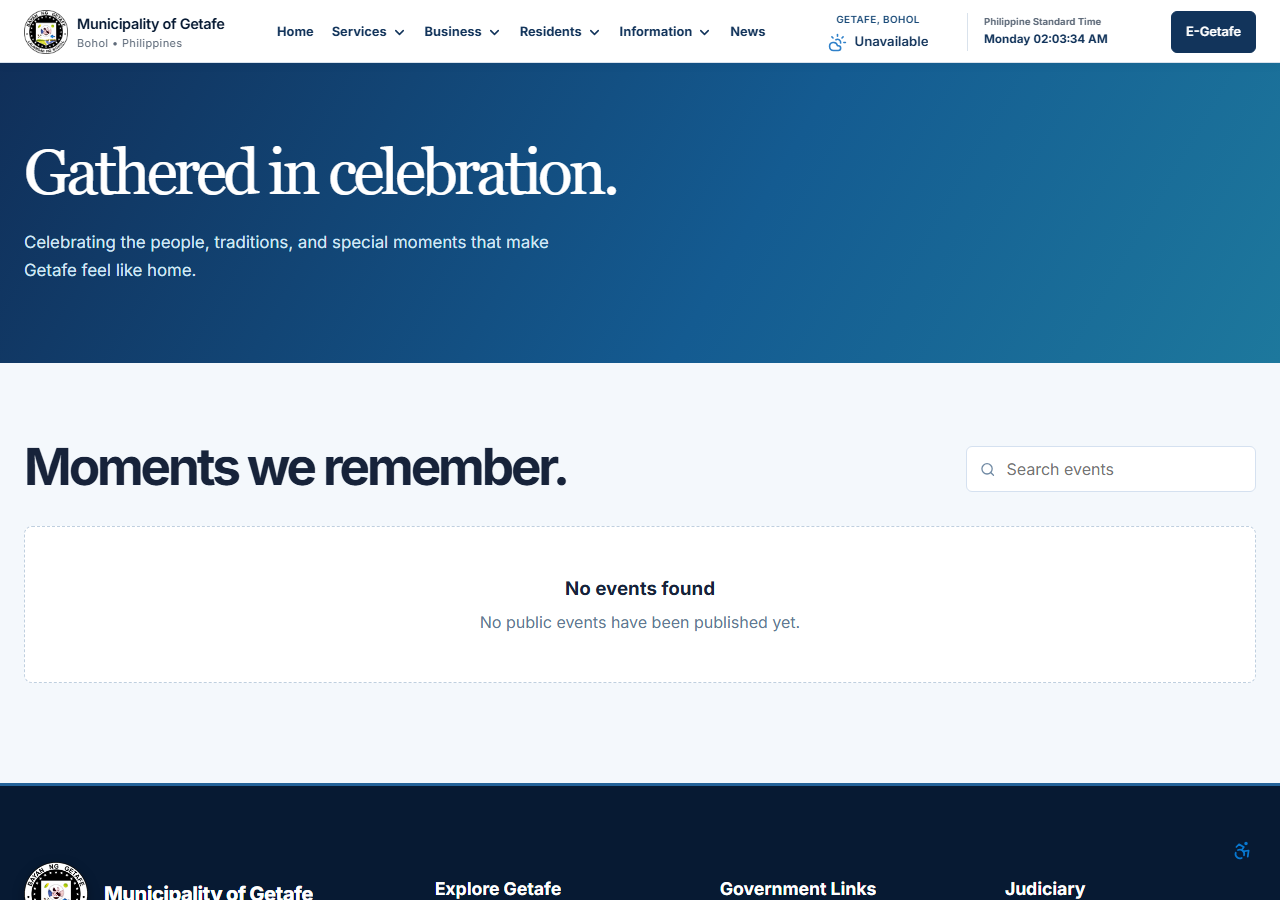 Municipality of Getafe
Bohol • Philippines
Home
Services
Business
Residents
Information
News
GETAFE, BOHOL
Unavailable
Philippine Standard Time
Monday 02:03:34 AM
E-Getafe
Gathered in celebration.
Celebrating the people, traditions, and special moments that make
Getafe feel like home.
Moments we remember.
Search events
No events found
No public events have been published yet.
BAYAN NG GETAFE
Municipality of Getafe
Explore Getafe
Government Links
Judiciary